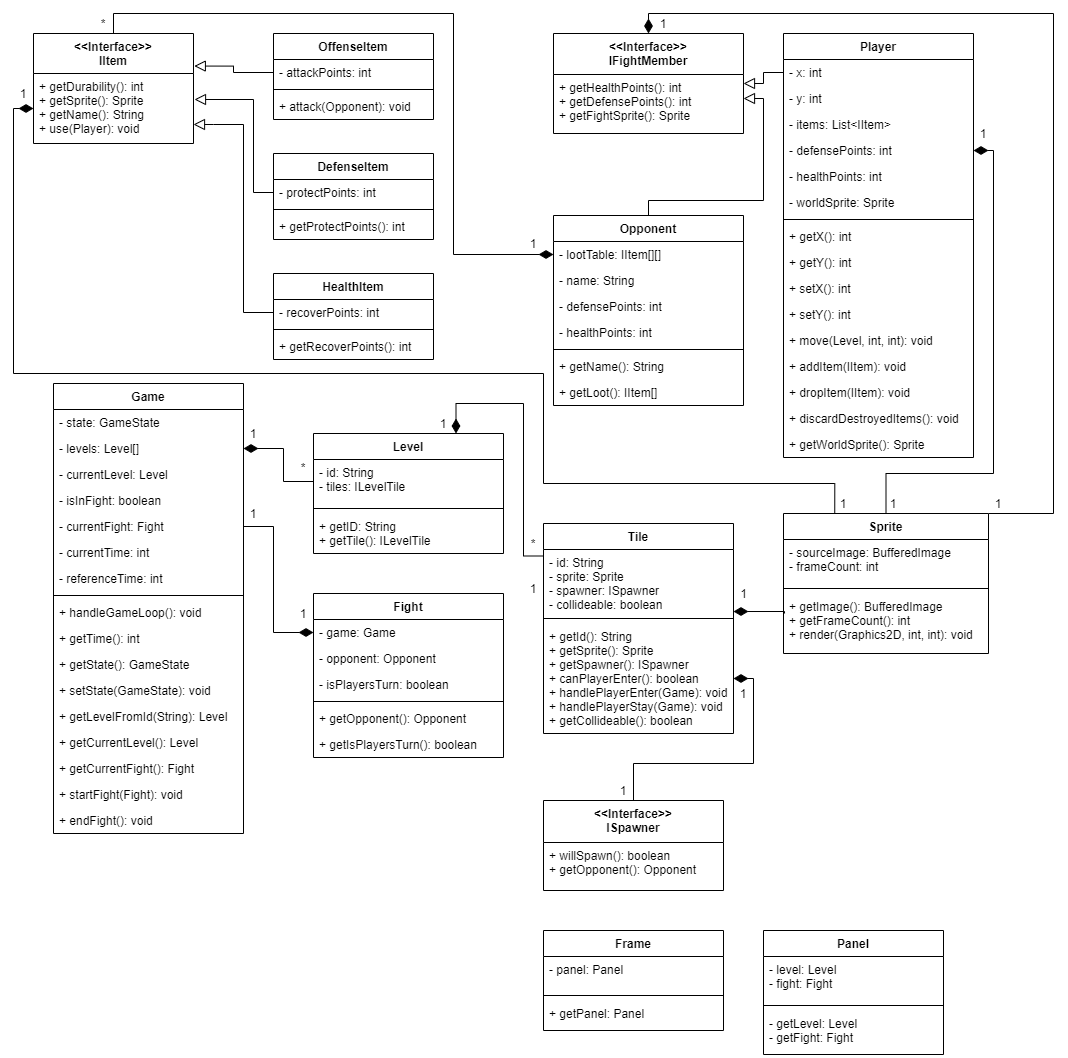 *
<<Interface>>
IItem
+ getDurability(): int
+ getSprite(): Sprite
+ getName(): String
+ use(Player): void
1
OffenseItem
- attackPoints: int
+ attack(Opponent): void
DefenseItem
- protectPoints: int
+ getProtectPoints(): int
HealthItem
- recoverPoints: int
+ getRecoverPoints(): int
1
<<Interface>>
IFightMember
+ getHealthPoints(): int
+ getDefensePoints(): int
+ getFightSprite(): Sprite
Player
- x: int
- y: int
- items: List<IItem>
- defensePoints: int
- healthPoints: int
- worldSprite: Sprite
+ getX(): int
+ getY(): int
+ setX(): int
+ setY(): int
+ move(Level, int, int): void
+ addItem(IItem): void
+ dropItem(IItem): void
+ discardDestroyedItems(): void
+ getWorldSprite(): Sprite
1
1
Opponent
- lootTable: IItem[][]
- name: String
- defensePoints: int
- healthPoints: int
+ getName(): String
+ getLoot(): IItem[]
Game
- state: GameState
- levels: Level[]
- currentLevel: Level
- isInFight: boolean
- currentFight: Fight
- currentTime: int
- referenceTime: int
+ handleGameLoop(): void
+ getTime(): int
+ getState(): GameState
+ setState(GameState): void
+ getLevelFromId(String): Level
+ getCurrentLevel(): Level
+ getCurrentFight(): Fight
+ startFight(Fight): void
+ endFight(): void
1
*
1
1
1
Level
- id: String
- tiles: ILevelTile
+ getID: String
+ getTile(): ILevelTile
Fight
- game: Game
- opponent: Opponent
- isPlayersTurn: boolean
+ getOpponent(): Opponent
+ getIsPlayersTurn(): boolean
*
1
Tile
- id: String
- sprite: Sprite
- spawner: ISpawner
- collideable: boolean
+ getId(): String
+ getSprite(): Sprite
+ getSpawner(): ISpawner
+ canPlayerEnter(): boolean
+ handlePlayerEnter(Game): void
+ handlePlayerStay(Game): void
+ getCollideable(): boolean
1
1
1
1
1
Sprite
- sourceImage: BufferedImage
- frameCount: int
+ getImage(): BufferedImage
+ getFrameCount(): int
+ render(Graphics2D, int, int): void
1
<<Interface>>
ISpawner
+ willSpawn(): boolean
+ getOpponent(): Opponent
Frame
- panel: Panel
+ getPanel: Panel
Panel
- level: Level
- fight: Fight
- getLevel: Level
- getFight: Fight